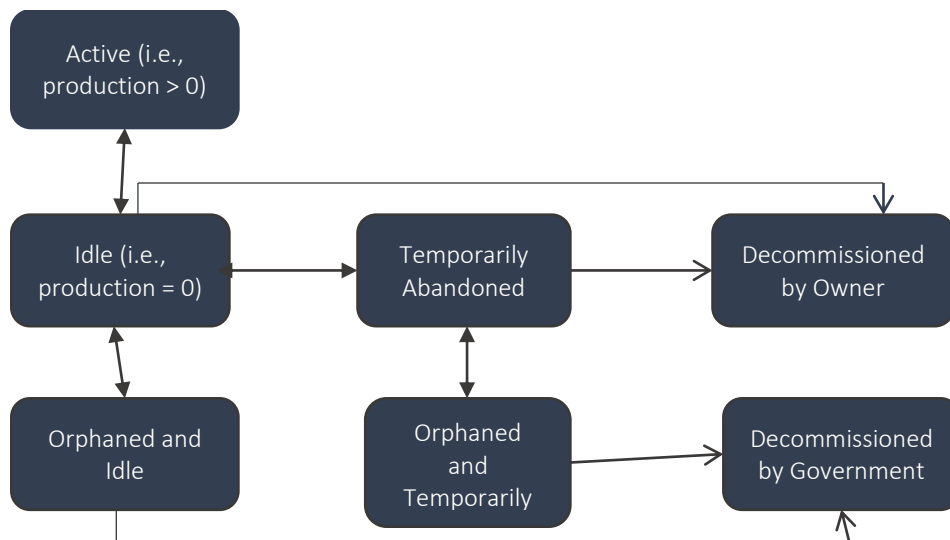 Active (i.e.,
production > 0)
Idle (i.e.,
production = 0)
Temporarily
Abandoned
Decommissioned
by Owner
Orphaned and
Idle
Orphaned
and
Temporarily
Decommissioned
by Government